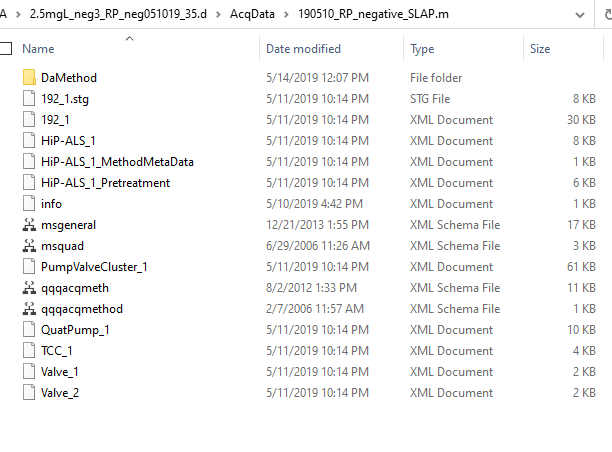 A › 2.5mgL_neg3_RP_neg051019_35.d › AcqData › 190510_RP_negative_SLAP.m
Name Date modified Type Size
DaMethod 5/14/2019 12:07 PM File folder
192_1.stg 5/11/2019 10:14 PM STG File 8 KB
192_1 5/11/2019 10:14 PM XML Document 30 KB
HiP-ALS_1 5/11/2019 10:14 PM XML Document 8 KB
HiP-ALS_1_MethodMetaData 5/11/2019 10:14 PM XML Document 1 KB
HiP-ALS_1_Pretreatment 5/11/2019 10:14 PM XML Document 6 KB
info 5/10/2019 4:42 PM XML Document 1 KB
msgeneral 12/21/2013 1:55 PM XML Schema File 17 KB
msquad 6/29/2006 11:26 AM XML Schema File 3 KB
PumpValveCluster_1 5/11/2019 10:14 PM XML Document 61 KB
qqqacqmeth 8/2/2012 1:33 PM XML Schema File 11 KB
qqqacqmethod 2/7/2006 11:57 AM XML Schema File 1 KB
QuatPump_1 5/11/2019 10:14 PM XML Document 10 KB
TCC_1 5/11/2019 10:14 PM XML Document 4 KB
Valve_1 5/11/2019 10:14 PM XML Document 2 KB
Valve_2 5/11/2019 10:14 PM XML Document 2 KB